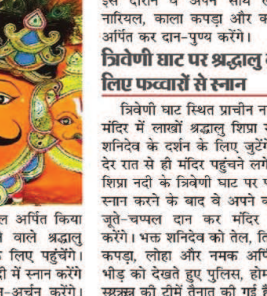 इस दौरान वे अपने साथ
नारियल, काला कपड़ा और
अर्पित कर दान-पुण्य करेंगे।
त्रिवेणी घाट पर श्रद्धालु
लिए फव्वारों से स्नान
त्रिवेणी घाट स्थित प्राचीन
मंदिर में लाखों श्रद्धालु शिप्रा
शनिदेव के दर्शन के लिए जुटेंगे
देर रात से ही मंदिर पहुंचने लगे
शिप्रा नदी के त्रिवेणी घाट पर
स्नान करने के बाद वे अपने
जूते-चप्पल दान कर मंदिर
करेंगे। भक्त शनिदेव को तेल,
कपड़ा, लोहा और नमक
भीड़ को देखते हुए पुलिस,
की टीमें तैनात की गई
अर्पित किया
वाले श्रद्धालु
लिए पहुंचेंगे।
में स्नान करेंगे
-अर्चन करेंगे।